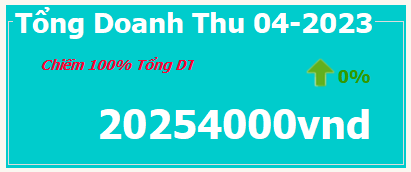 Tổng Doanh Thu 04-2023
Chiếm 100% Tổng DT
0%
20254000vnd